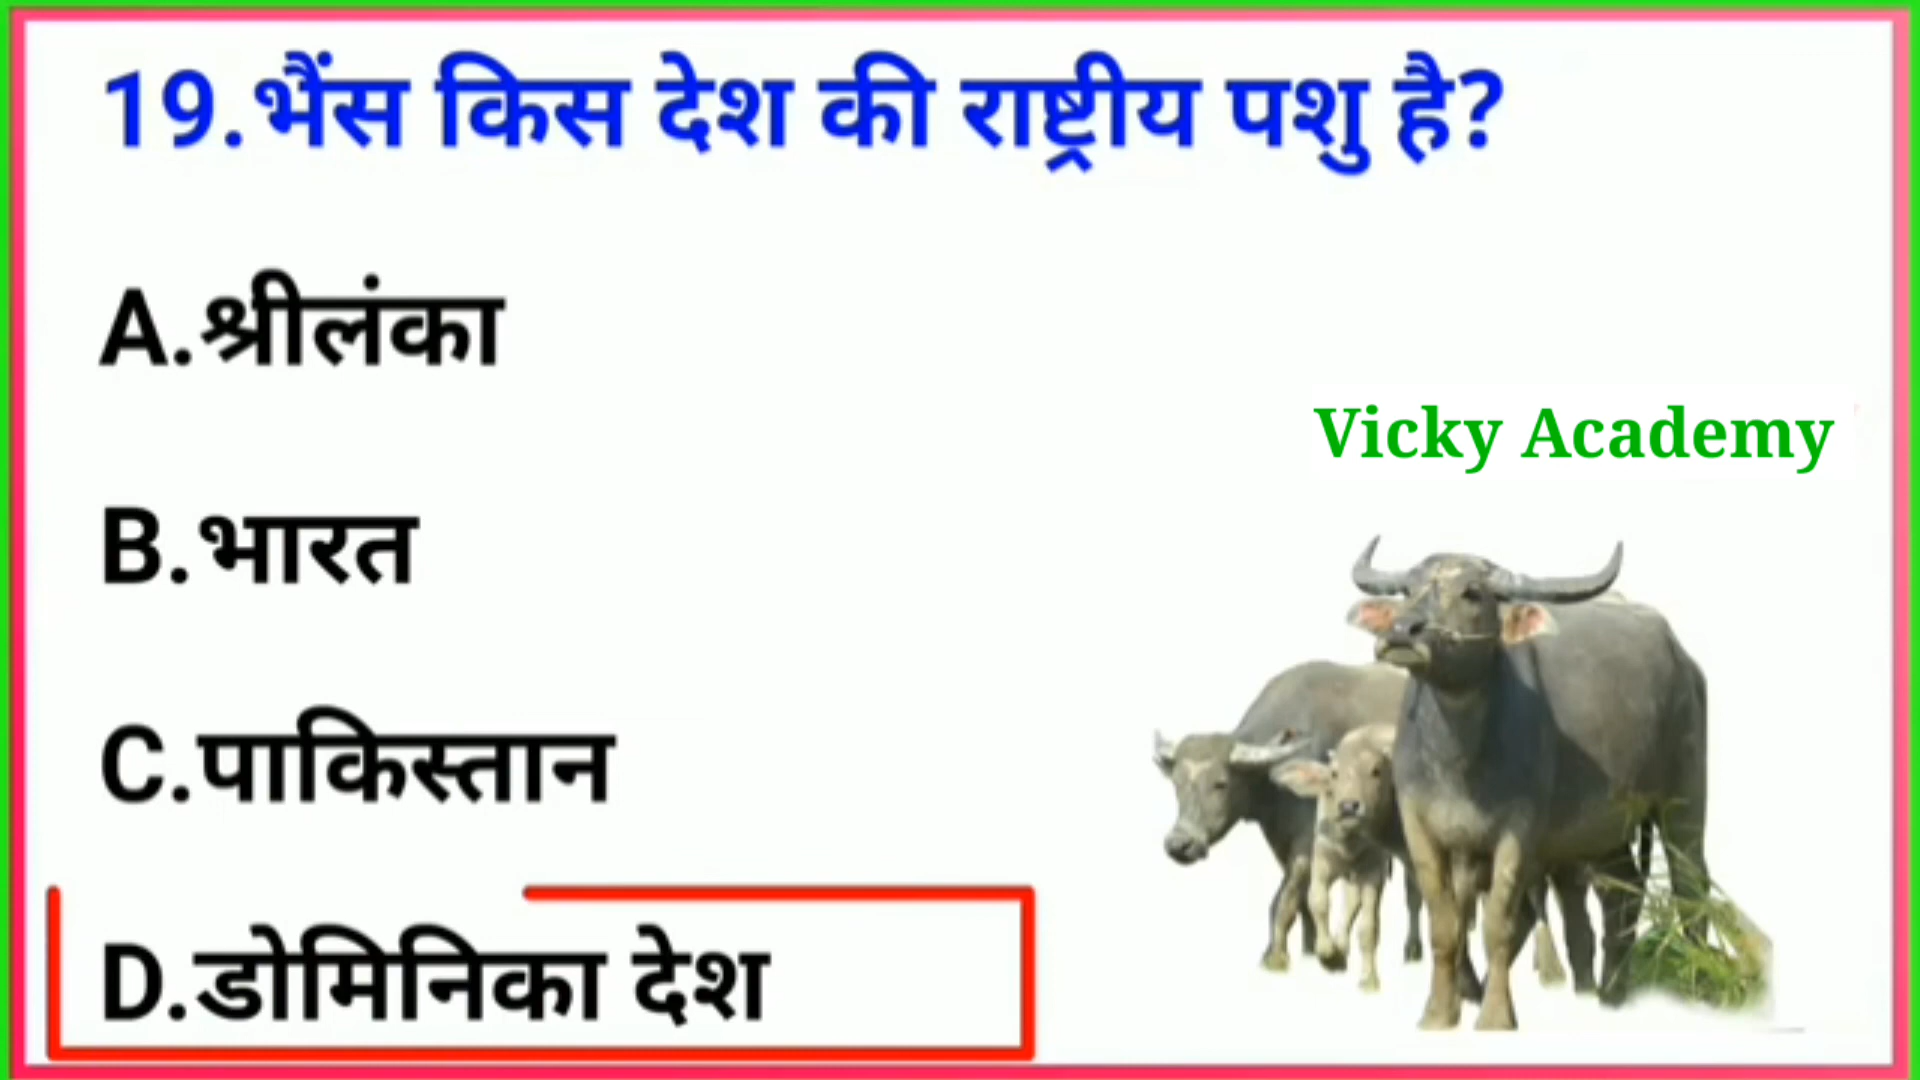 19.भैंस किस देश की राष्ट्रीय पशु है?
A.श्रीलंका
Vicky Academy
B.भारत
C.पाकिस्तान
D.डोमिनिका देश